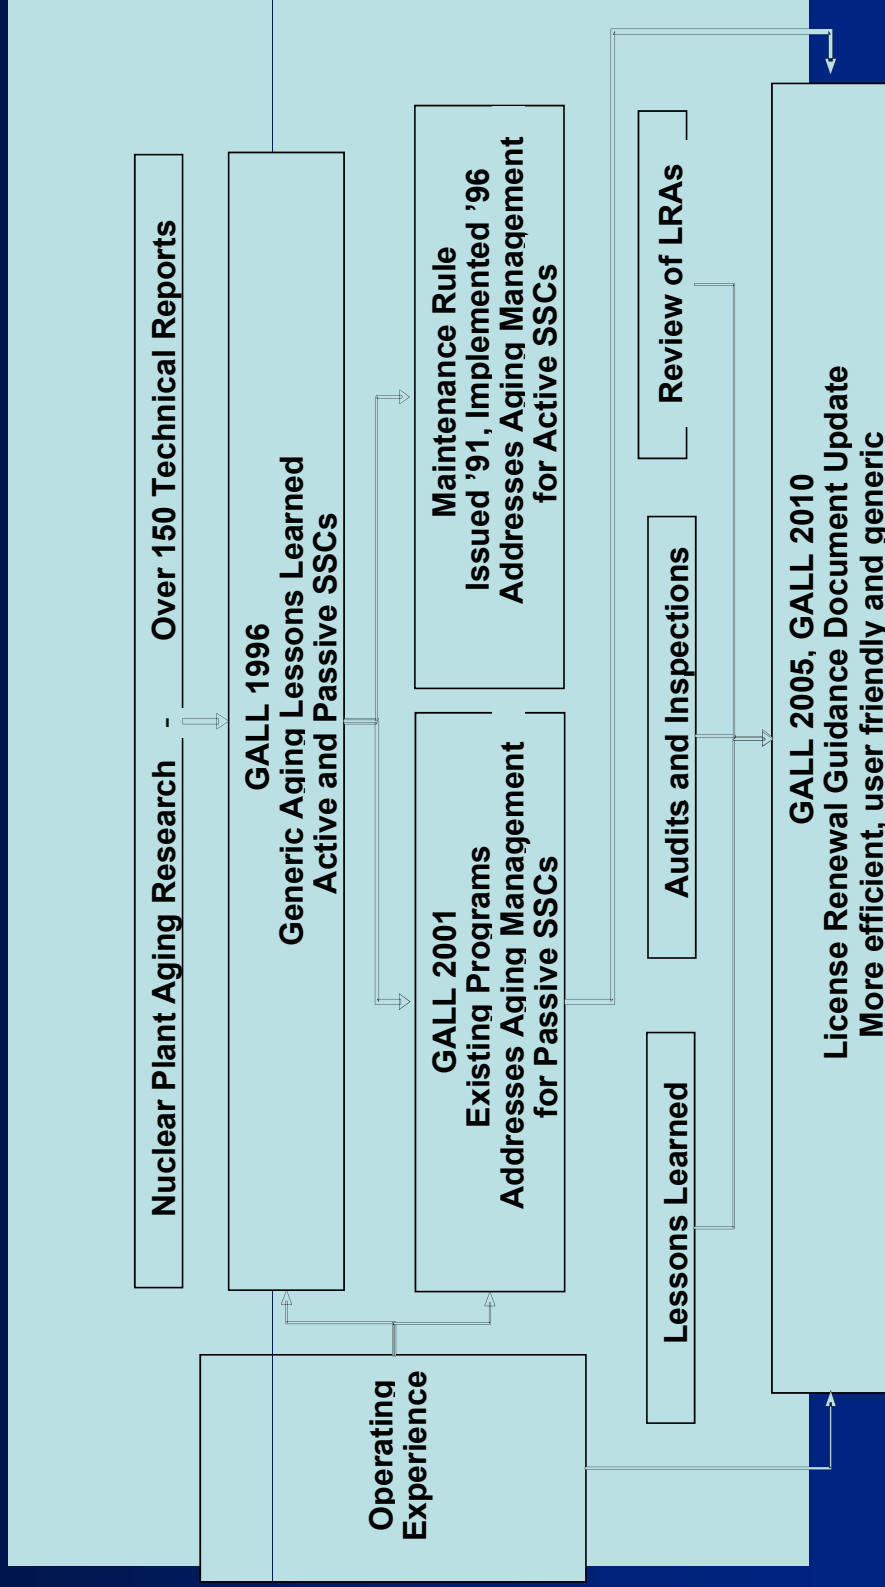 Nuclear Plant Aging Research - Over 150 Technical Reports
GALL 1996
Generic Aging Lessons Learned
Active and Passive SSCs
Operating
Experience
GALL 2001
Existing Programs
Addresses Aging Management
for Passive SSCs
Maintenance Rule
Issued ’91, Implemented ’96
Addresses Aging Management
for Active SSCs
Lessons Learned
Audits and Inspections
Review of LRAs
GALL 2005, GALL 2010
License Renewal Guidance Document Update
More efficient, user friendly and generic